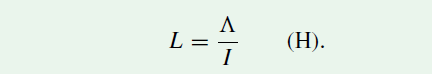 L = Λ / I (H).